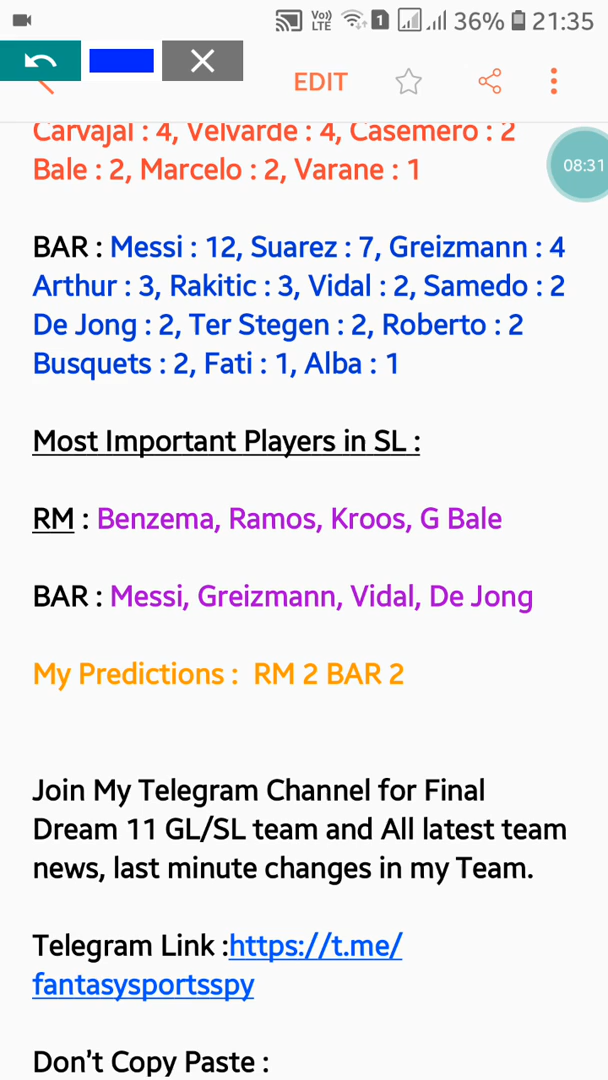 Vo)) LTE 1 36% 21:35
EDIT
Carvajal : 4, Velvarde : 4, Casemero : 2
Bale : 2, Marcelo : 2, Varane : 1
08:31
BAR : Messi : 12, Suarez : 7, Greizmann : 4
Arthur : 3, Rakitic : 3, Vidal : 2, Samedo : 2
De Jong : 2, Ter Stegen : 2, Roberto : 2
Busquets : 2, Fati : 1, Alba : 1
Most Important Players in SL :
RM : Benzema, Ramos, Kroos, G Bale
BAR : Messi, Greizmann, Vidal, De Jong
My Predictions :  RM 2 BAR 2
Join My Telegram Channel for Final
Dream 11 GL/SL team and All latest team
news, last minute changes in my Team.
Telegram Link :https://t.me/
fantasysportsspy
Don't Copy Paste :